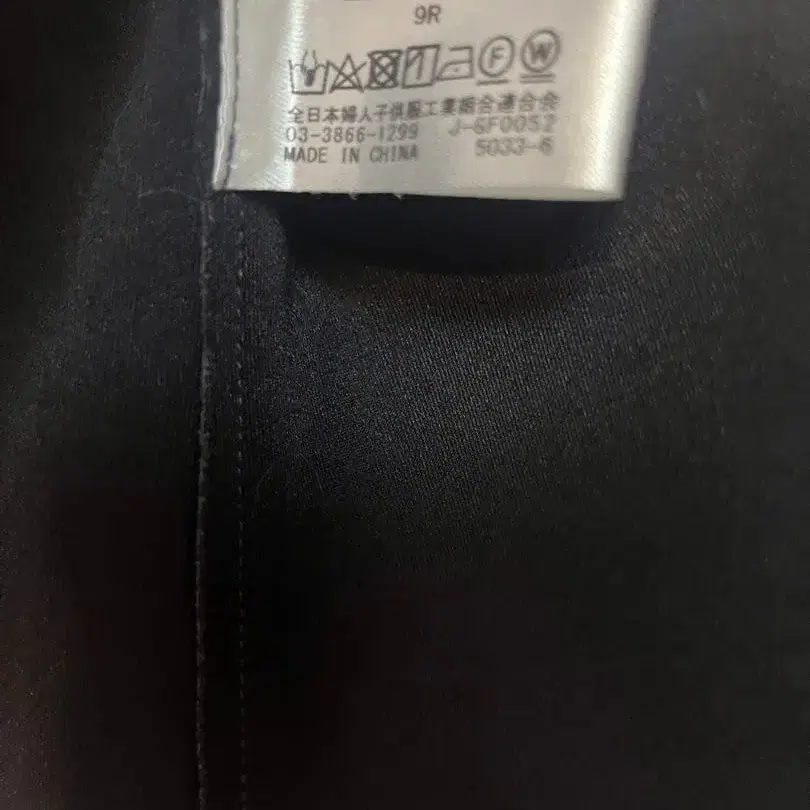 9R
全日本婦人子供服工業組合連合会
03-3866-1299 J-GF0052
MADE IN CHINA 5033-6